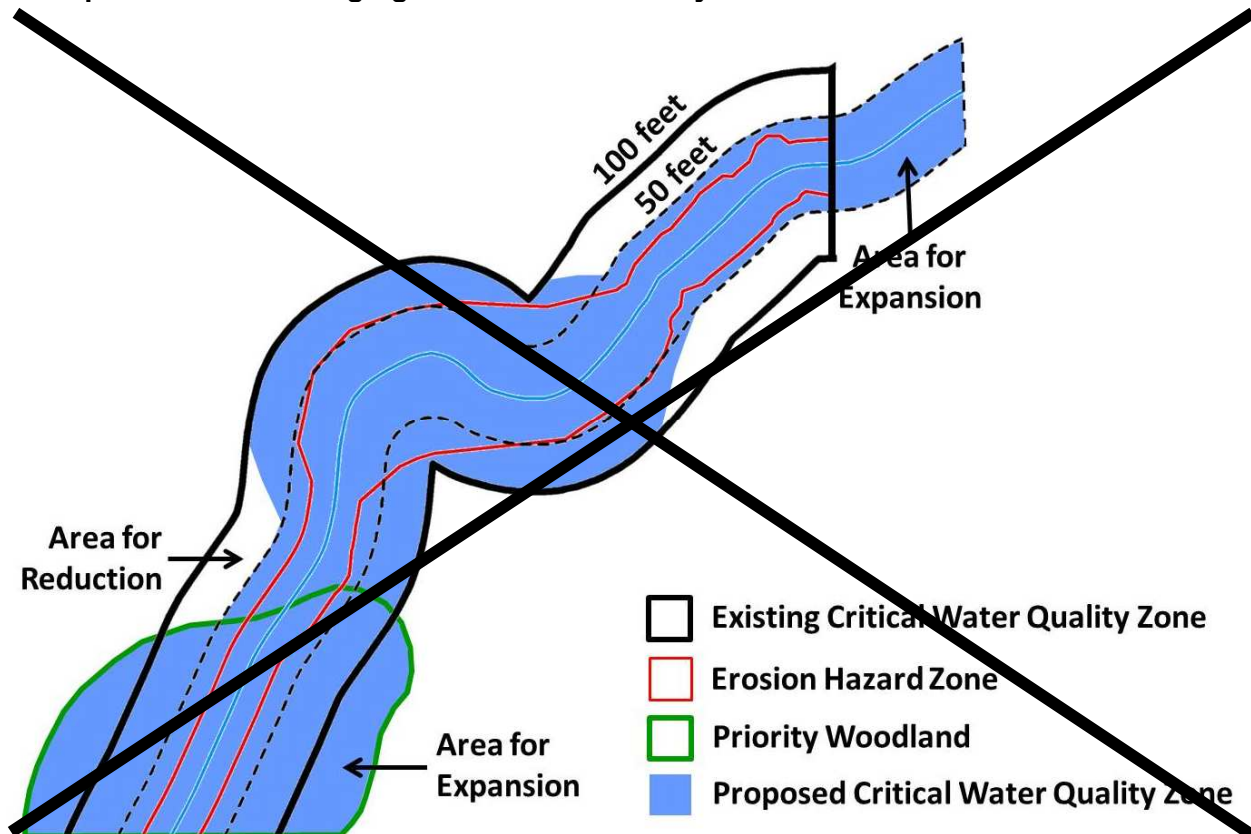 100 feet
50 feet
Area for
Expansion
Area for
Reduction
Area for
Expansion
Existing Critical Water Quality Zone
Erosion Hazard Zone
Priority Woodland
Proposed Critical Water Quality Zone